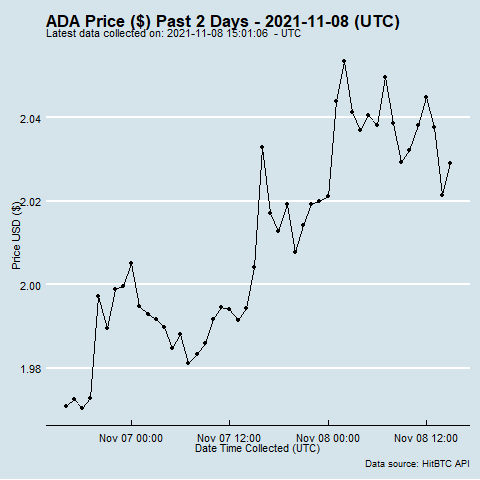 ADA Price ($) Past 2 Days - 2021-11-08 (UTC)
Latest data collected on: 2021-11-08 15:01:06 - UTC
Price USD ($)
2.04
2.02
2.00
1.98
Nov 07 00:00 Nov 07 12:00 Nov 08 00:00 Nov 08 12:00
Date Time Collected (UTC)
Data source: HitBTC API